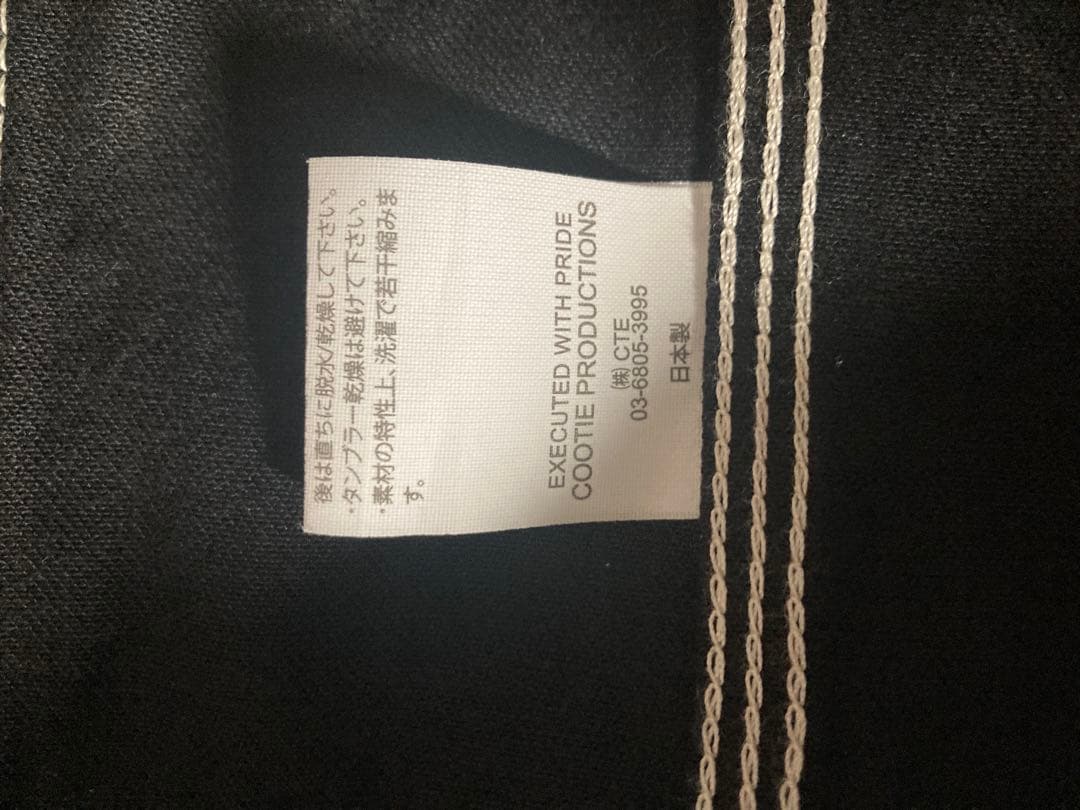 後は直ちに脱水/乾燥して下さい。
・タンブラー乾燥は避けて下さい。
・素材の特性上、洗濯で若干縮みま
す。
EXECUTED WITH PRIDE
COOTIE PRODUCTIONS
㈱ CTE
03-6805-3995
日本製